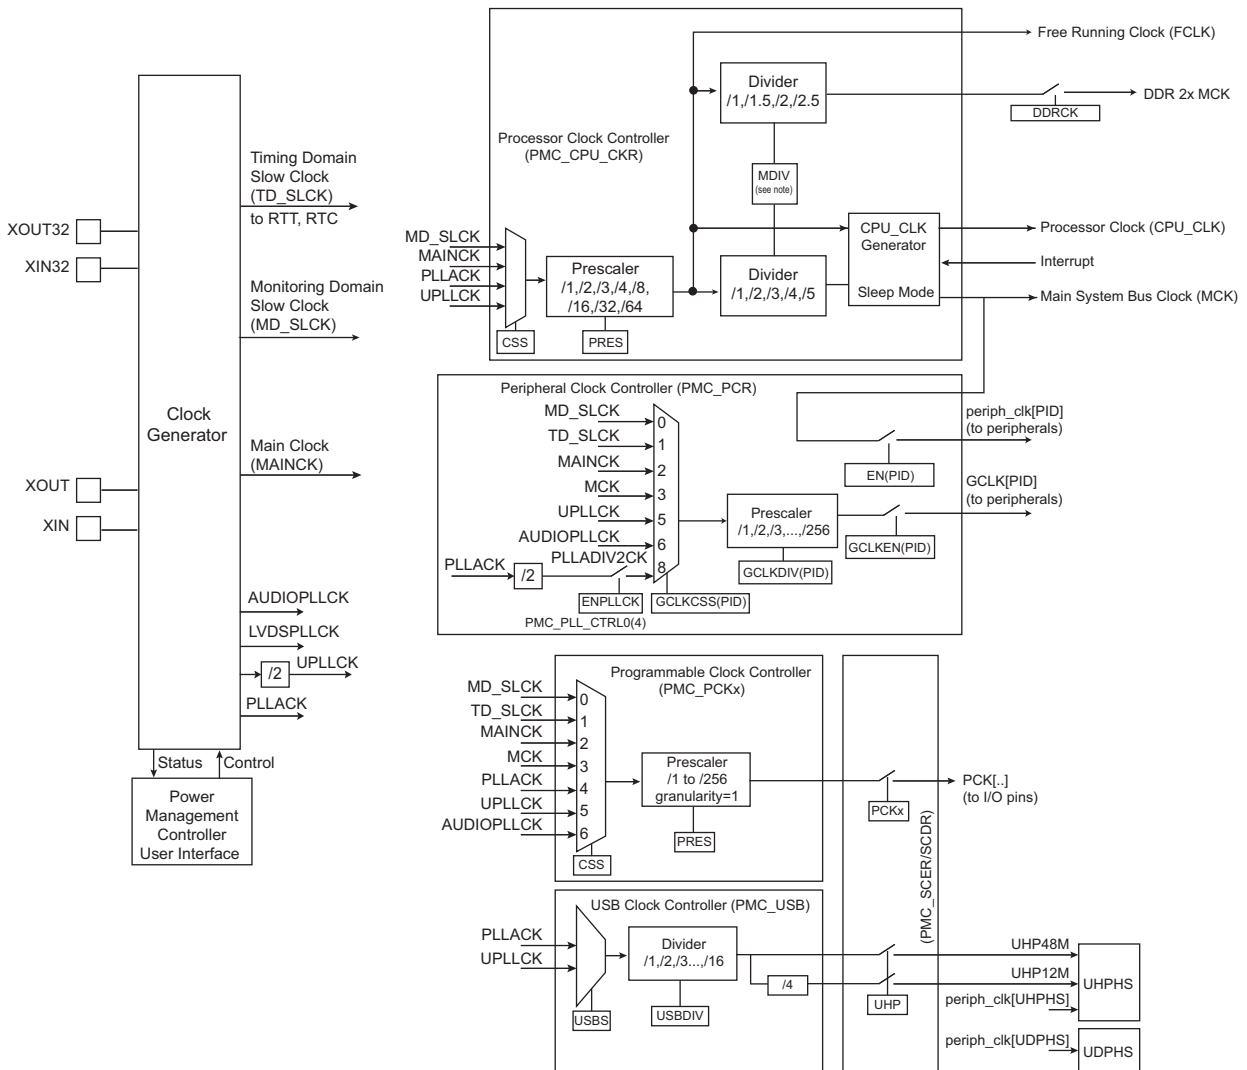 XOUT32
XIN32
XOUT
XIN
Clock
Generator
Timing Domain
Slow Clock
(TD_SLCK)
to RTT, RTC
Monitoring Domain
Slow Clock
(MD_SLCK)
Main Clock
(MAINCK)
AUDIOPLLCK
LVDSPLLCK
/2
UPLLCK
PLLACK
Status
Control
Power
Management
Controller
User Interface
Processor Clock Controller
(PMC_CPU_CKR)
MD_SLCK
MAINCK
PLLACK
UPLLCK
CSS
Prescaler
/1,/2,/3,/4,/8,
/16,/32,/64
PRES
Divider
/1,/1.5,/2,/2.5
MDIV
(see note)
Divider
/1,/2,/3,/4,/5
CPU_CLK
Generator
Sleep Mode
Free Running Clock (FCLK)
DDR 2x MCK
DDRCK
Processor Clock (CPU_CLK)
Interrupt
Main System Bus Clock (MCK)
Peripheral Clock Controller (PMC_PCR)
MD_SLCK
0
TD_SLCK
1
MAINCK
2
MCK
3
UPLLCK
5
AUDIOPLLCK
6
PLLACK
/2
PLLADIV2CK
8
ENPLLCK
PMC_PLL_CTRL0(4)
GCLKCSS(PID)
Prescaler
/1,/2,/3,...,/256
GCLKDIV(PID)
EN(PID)
GCLKEN(PID)
periph_clk[PID]
(to peripherals)
GCLK[PID]
(to peripherals)
Programmable Clock Controller
(PMC_PCKx)
MD_SLCK
0
TD_SLCK
1
MAINCK
2
MCK
3
PLLACK
4
UPLLCK
5
AUDIOPLLCK
6
CSS
Prescaler
/1 to /256
granularity=1
PRES
PCKx
PCK[..]
(to I/O pins)
(PMC_SCER/SCDR)
USB Clock Controller (PMC_USB)
PLLACK
UPLLCK
USBS
Divider
/1,/2,/3...,/16
USBDIV
/4
UHP
UHP48M
UHP12M
periph_clk[UHPHS]
UHPHS
periph_clk[UDPHS]
UDPHS